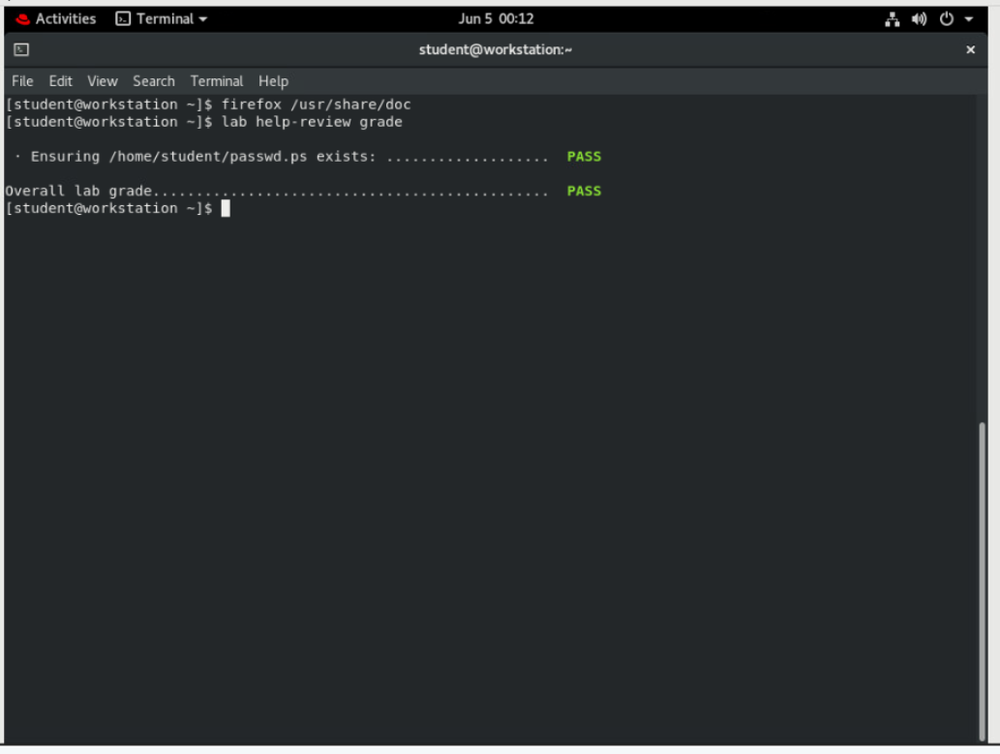 Activities Terminal Jun 5 00:12
student@workstation:~
File Edit View Search Terminal Help
[student@workstation ~]$ firefox /usr/share/doc
[student@workstation ~]$ lab help-review grade
· Ensuring /home/student/passwd.ps exists: ................... PASS
Overall lab grade.............................................. PASS
[student@workstation ~]$